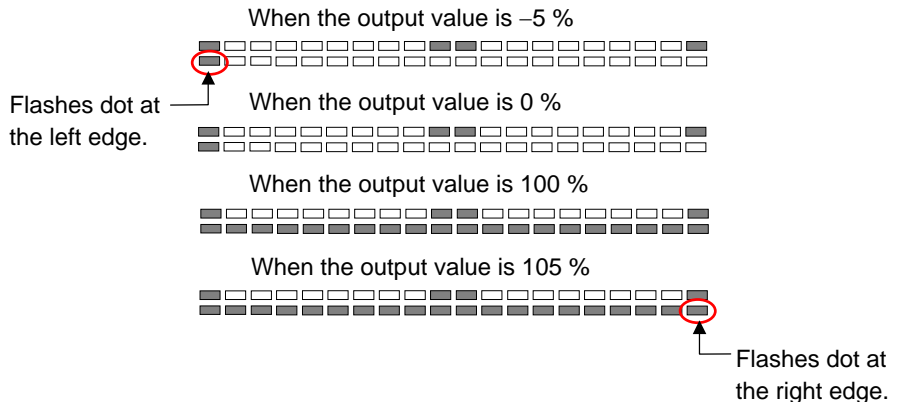 When the output value is −5 %
Flashes dot at
the left edge.
When the output value is 0 %
When the output value is 100 %
When the output value is 105 %
Flashes dot at
the right edge.